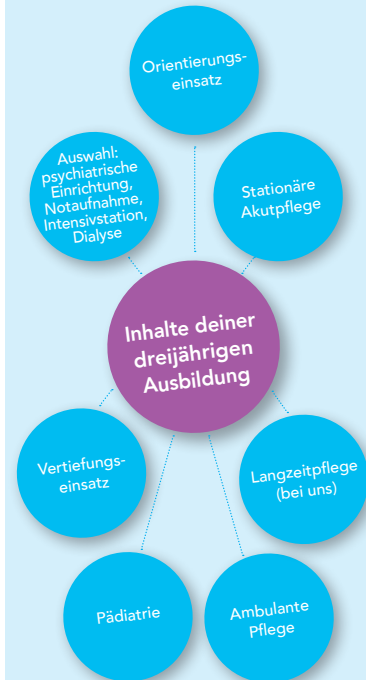 Orientierungs-
einsatz
Auswahl:
psychiatrische
Einrichtung,
Notaufnahme,
Intensivstation,
Dialyse
Stationäre
Akutpflege
Inhalte deiner
dreijährigen
Ausbildung
Vertiefungs-
einsatz
Langzeitpflege
(bei uns)
Pädiatrie
Ambulante
Pflege